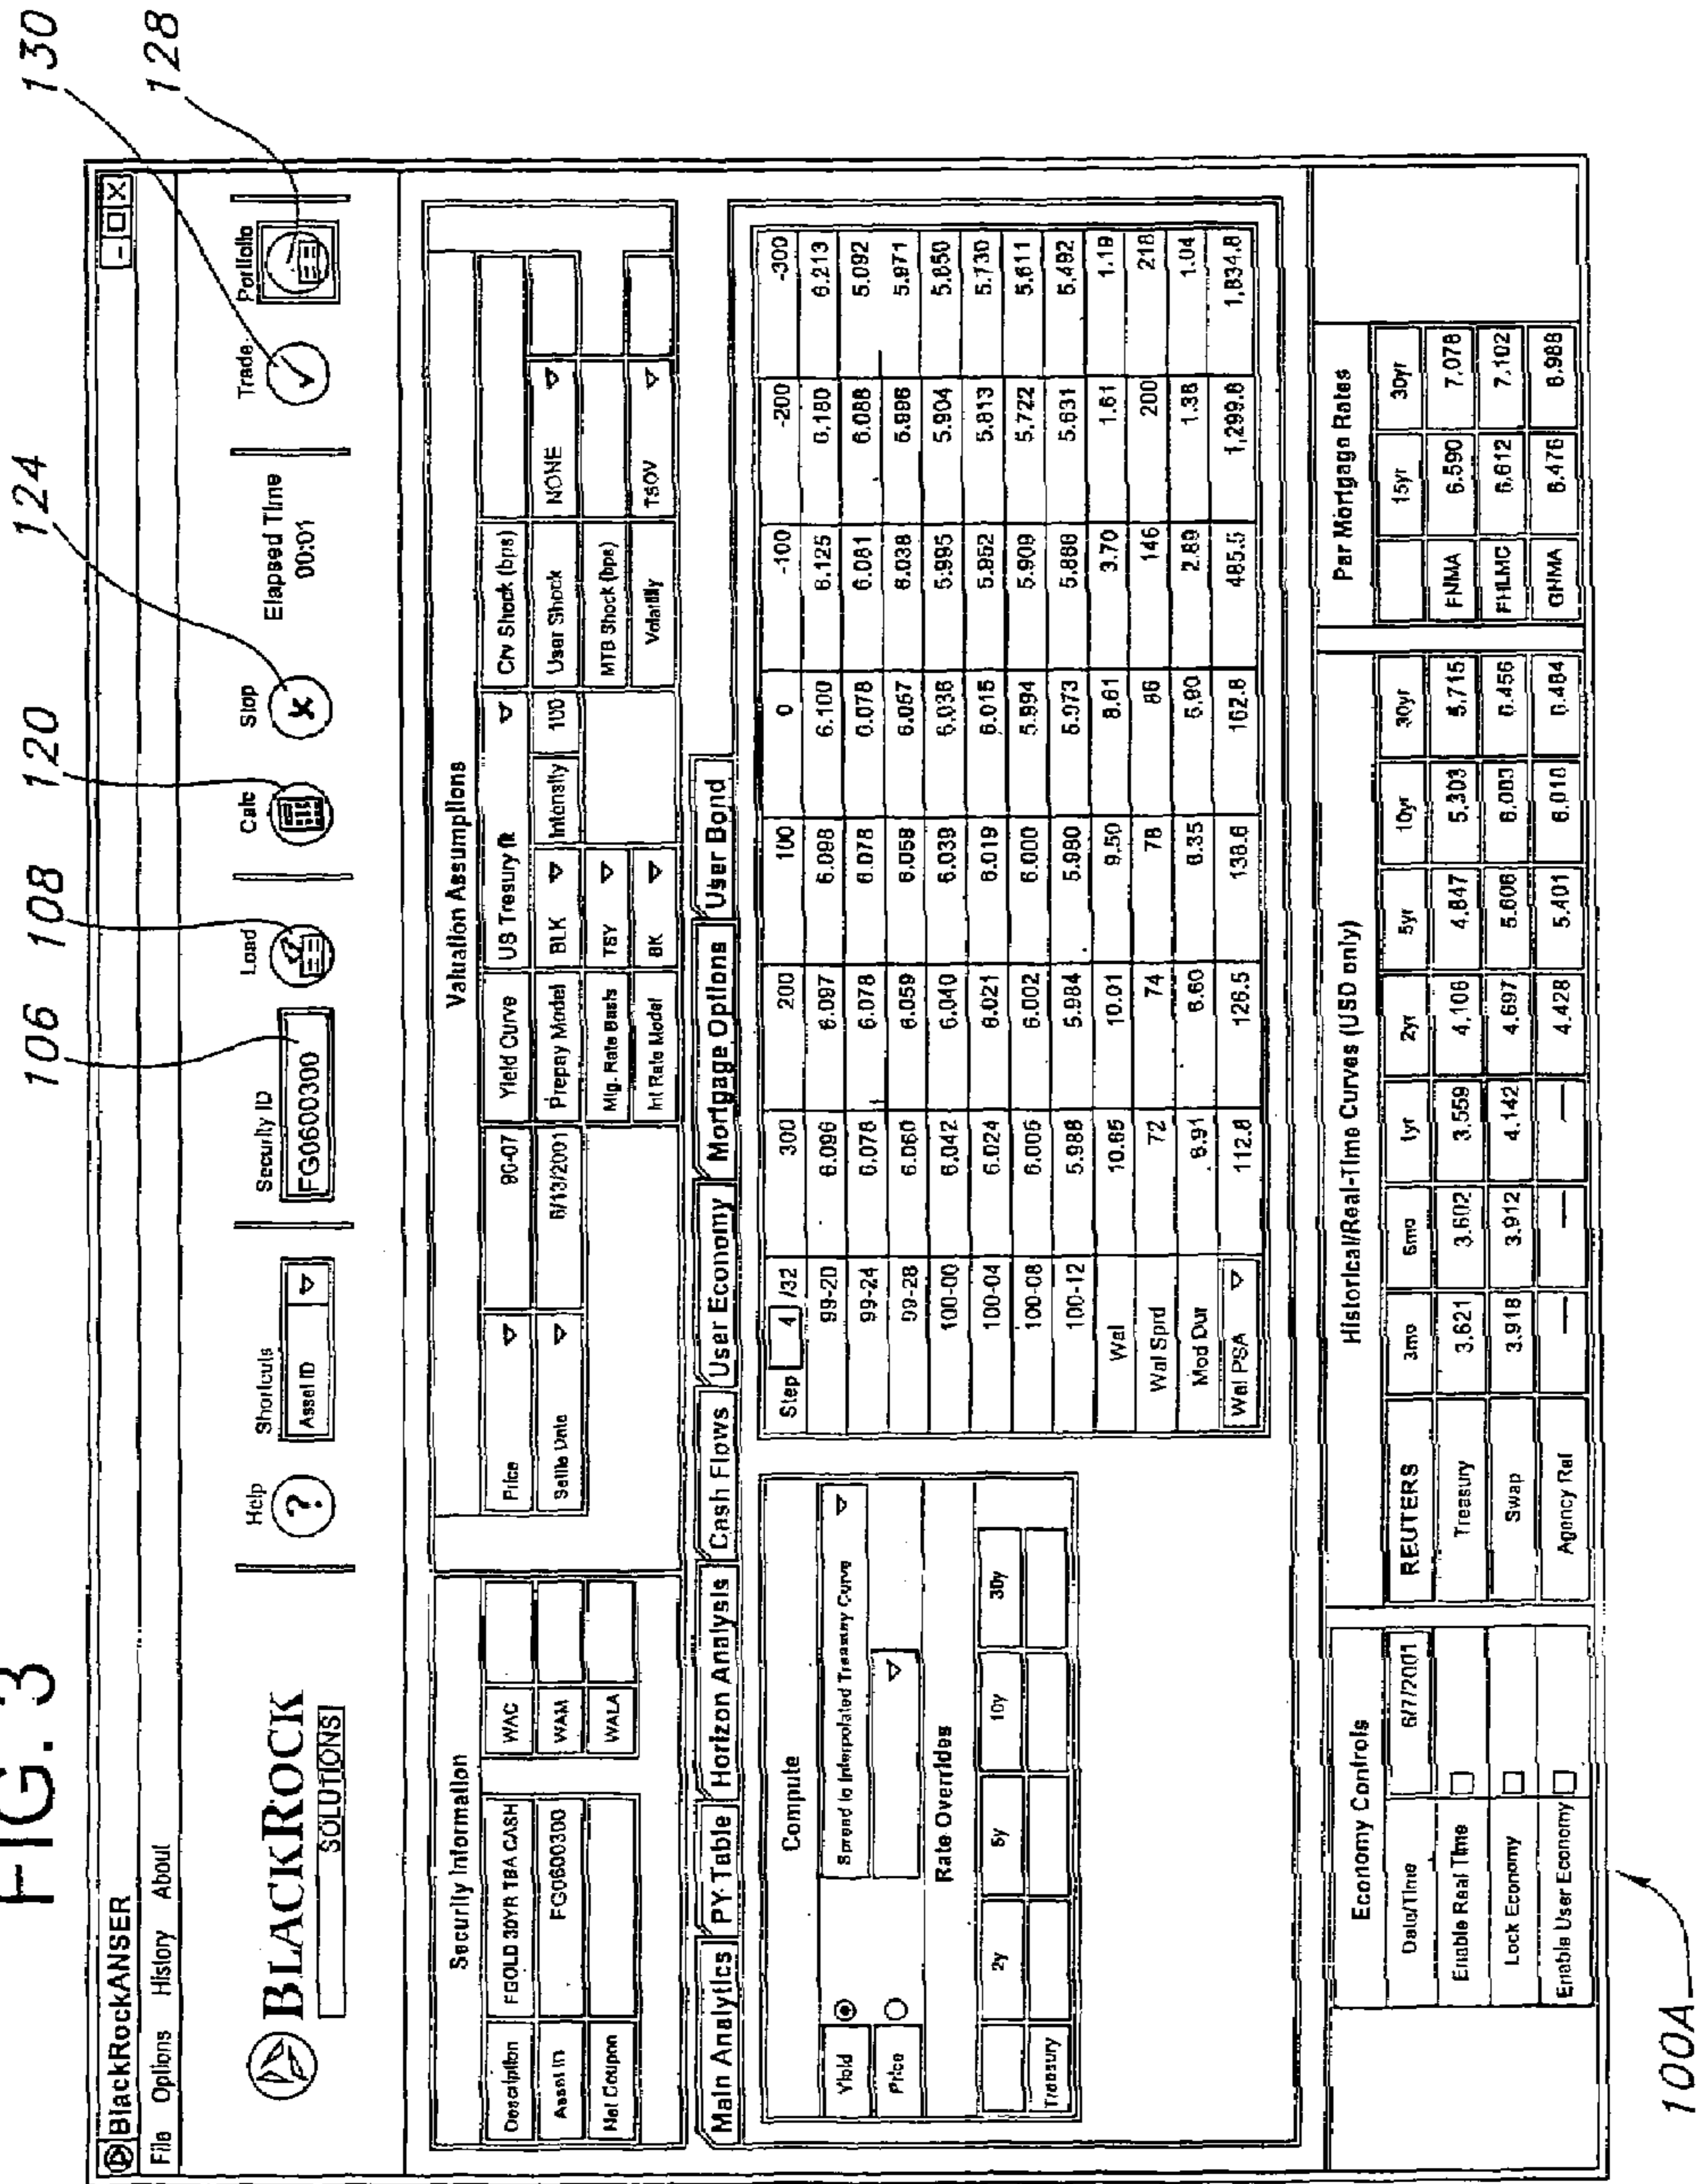 FIG. 3
106 108 120 124 130
128
BlackRockANSER
File Options History About
BLACKROCK
SOLUTIONS
Help
?
Shortcuts
Asset ID
Security ID
FG0600300
Load
Calc
Stop
Elapsed Time
00:01
Trade
Portfolio
Security Information
Description FGOLD 30YR TBA CASH WAC
Asset ID FG0600300 WAM
Net Coupon WALA
Valuation Assumptions
Price 90-07 Yield Curve US Tresury Crv Shock (bps)
Settle Date 6/13/2001 Prepay Model BLK Intensity 100 User Shock NONE
Mtg. Rate Basis TSY MTB Shock (bps)
Int Rate Model BK Volatility TSOV
Main Analytics PY Table Horizon Analysis Cash Flows User Economy Mortgage Options User Bond
Compute
Yield Spread to Interpolated Treasury Curve
Price
Rate Overrides
2y 5y 10y 30y
Treasury
Step 4 /32 300 200 100 0 -100 -200 -300
99-20 6.096 6.097 6.098 6.100 6.125 6.180 6.213
99-24 6.078 6.078 6.078 6.078 6.081 6.088 6.092
99-28 6.060 6.059 6.058 6.057 6.038 5.996 5.971
100-00 6.042 6.040 6.039 6.036 5.995 5.904 5.850
100-04 6.024 6.021 6.019 6.015 5.952 5.813 5.730
100-08 6.006 6.002 6.000 5.994 5.909 5.722 5.611
100-12 5.988 5.984 5.980 5.973 5.866 5.631 5.492
Wal 10.65 10.01 9.50 8.61 3.70 1.61 1.19
Wal Sprd 72 74 78 86 146 200 218
Mod Dur 6.91 6.60 6.35 5.90 2.89 1.38 1.04
Wal PSA 112.8 126.5 138.6 162.8 485.5 1,299.8 1,834.8
Economy Controls
Date/Time 6/7/2001
Enable Real Time
Lock Economy
Enable User Economy
Historical/Real-Time Curves (USD only)
REUTERS 3mo 6mo 1yr 2yr 5yr 10yr 30yr
Treasury 3.621 3.602 3.559 4.106 4.847 5.303 5.715
Swap 3.918 3.912 4.142 4.697 5.606 6.083 6.456
Agency Ref — — — 4.428 5.401 6.018 6.484
Par Mortgage Rates
15yr 30yr
FNMA 6.590 7.078
FHLMC 6.612 7.102
GNMA 6.476 6.988
100A